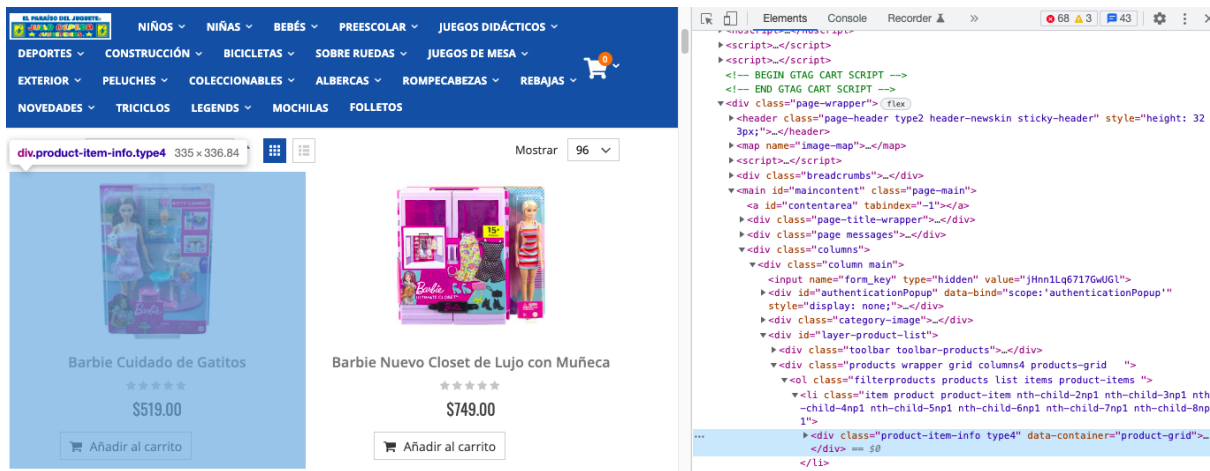 EL PARAÍSO DEL JUGUETE
NIÑOS NIÑAS BEBÉS PREESCOLAR JUEGOS DIDÁCTICOS
DEPORTES CONSTRUCCIÓN BICICLETAS SOBRE RUEDAS JUEGOS DE MESA
0
EXTERIOR PELUCHES COLECCIONABLES ALBERCAS ROMPECABEZAS REBAJAS
NOVEDADES TRICICLOS LEGENDS MOCHILAS FOLLETOS
div.product-item-info.type4 335 × 336.84
Mostrar 96
15+
Barbie
ULTIMATE CLOSET
Barbie
Barbie Cuidado de Gatitos
Barbie Nuevo Closet de Lujo con Muñeca
$519.00
$749.00
Añadir al carrito
Añadir al carrito
Elements Console Recorder » 68 3 43
<script>…</script>
<script>…</script>
<!-- BEGIN GTAG CART SCRIPT -->
<!-- END GTAG CART SCRIPT -->
<div class="page-wrapper"> flex
<header class="page-header type2 header-newskin sticky-header" style="height: 32
3px;">…</header>
<map name="image-map">…</map>
<script>…</script>
<div class="breadcrumbs">…</div>
<main id="maincontent" class="page-main">
<a id="contentarea" tabindex="-1"></a>
<div class="page-title-wrapper">…</div>
<div class="page messages">…</div>
<div class="columns">
<div class="column main">
<input name="form_key" type="hidden" value="jHnn1Lq6717GwUGl">
<div id="authenticationPopup" data-bind="scope:'authenticationPopup'"
style="display: none;">…</div>
<div class="category-image">…</div>
<div id="layer-product-list">
<div class="toolbar toolbar-products">…</div>
<div class="products wrapper grid columns4 products-grid ">
<ol class="filterproducts products list items product-items ">
<li class="item product product-item nth-child-2np1 nth-child-3np1 nth
-child-4np1 nth-child-5np1 nth-child-6np1 nth-child-7np1 nth-child-8np
1">
… <div class="product-item-info type4" data-container="product-grid">…
</div> == $0
</li>